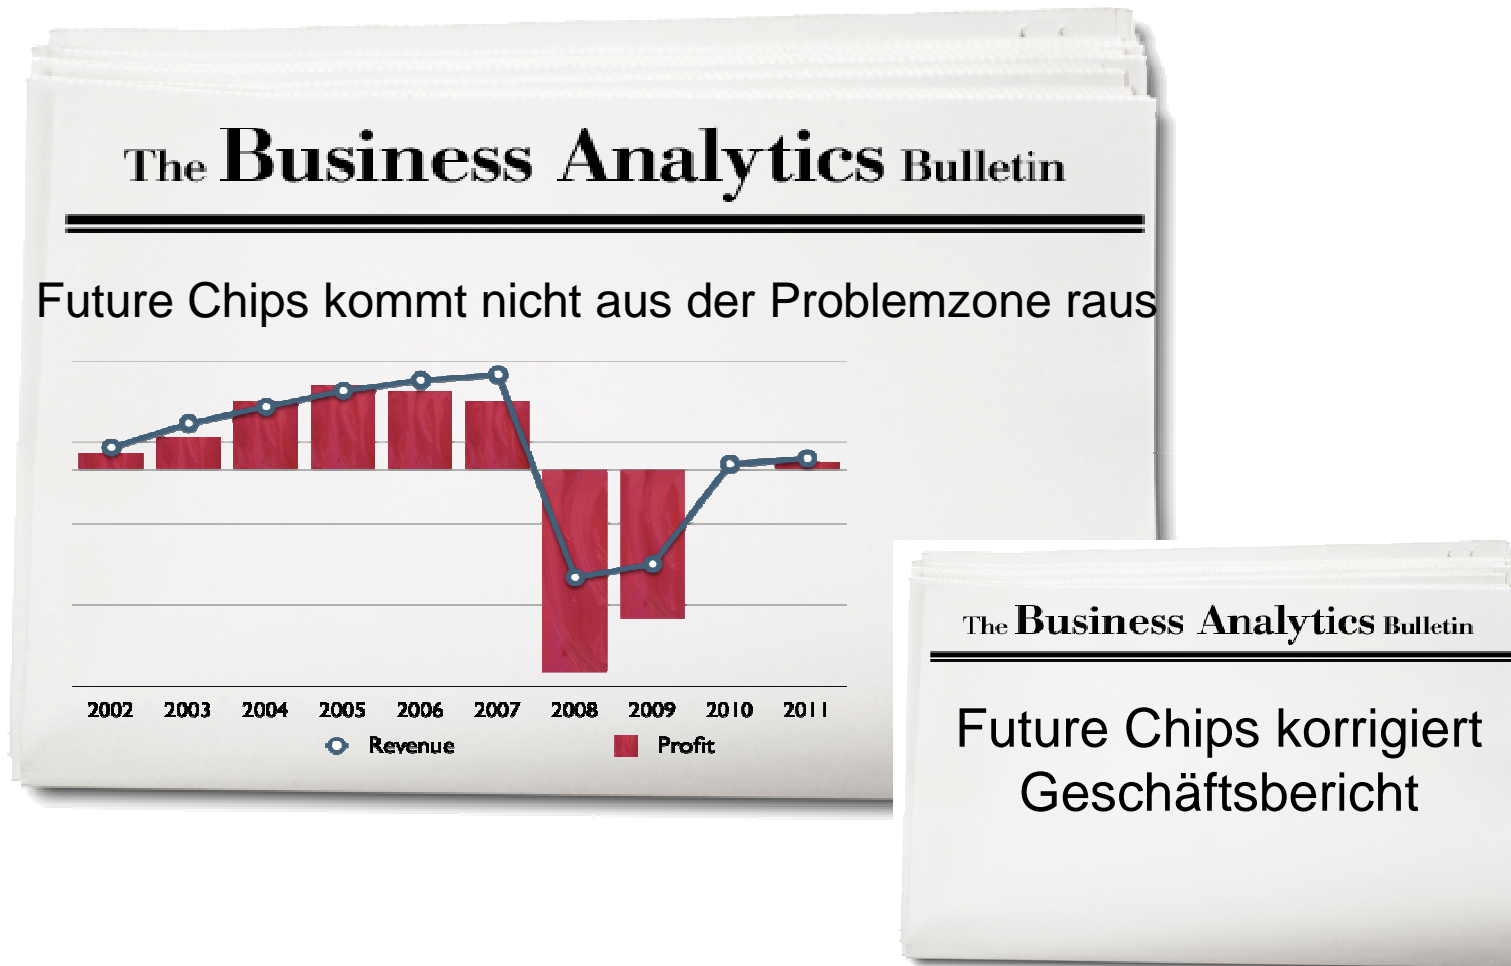 The Business Analytics Bulletin
Future Chips kommt nicht aus der Problemzone raus
2002 2003 2004 2005 2006 2007 2008 2009 2010 2011
Revenue Profit
The Business Analytics Bulletin
Future Chips korrigiert
Geschäftsbericht